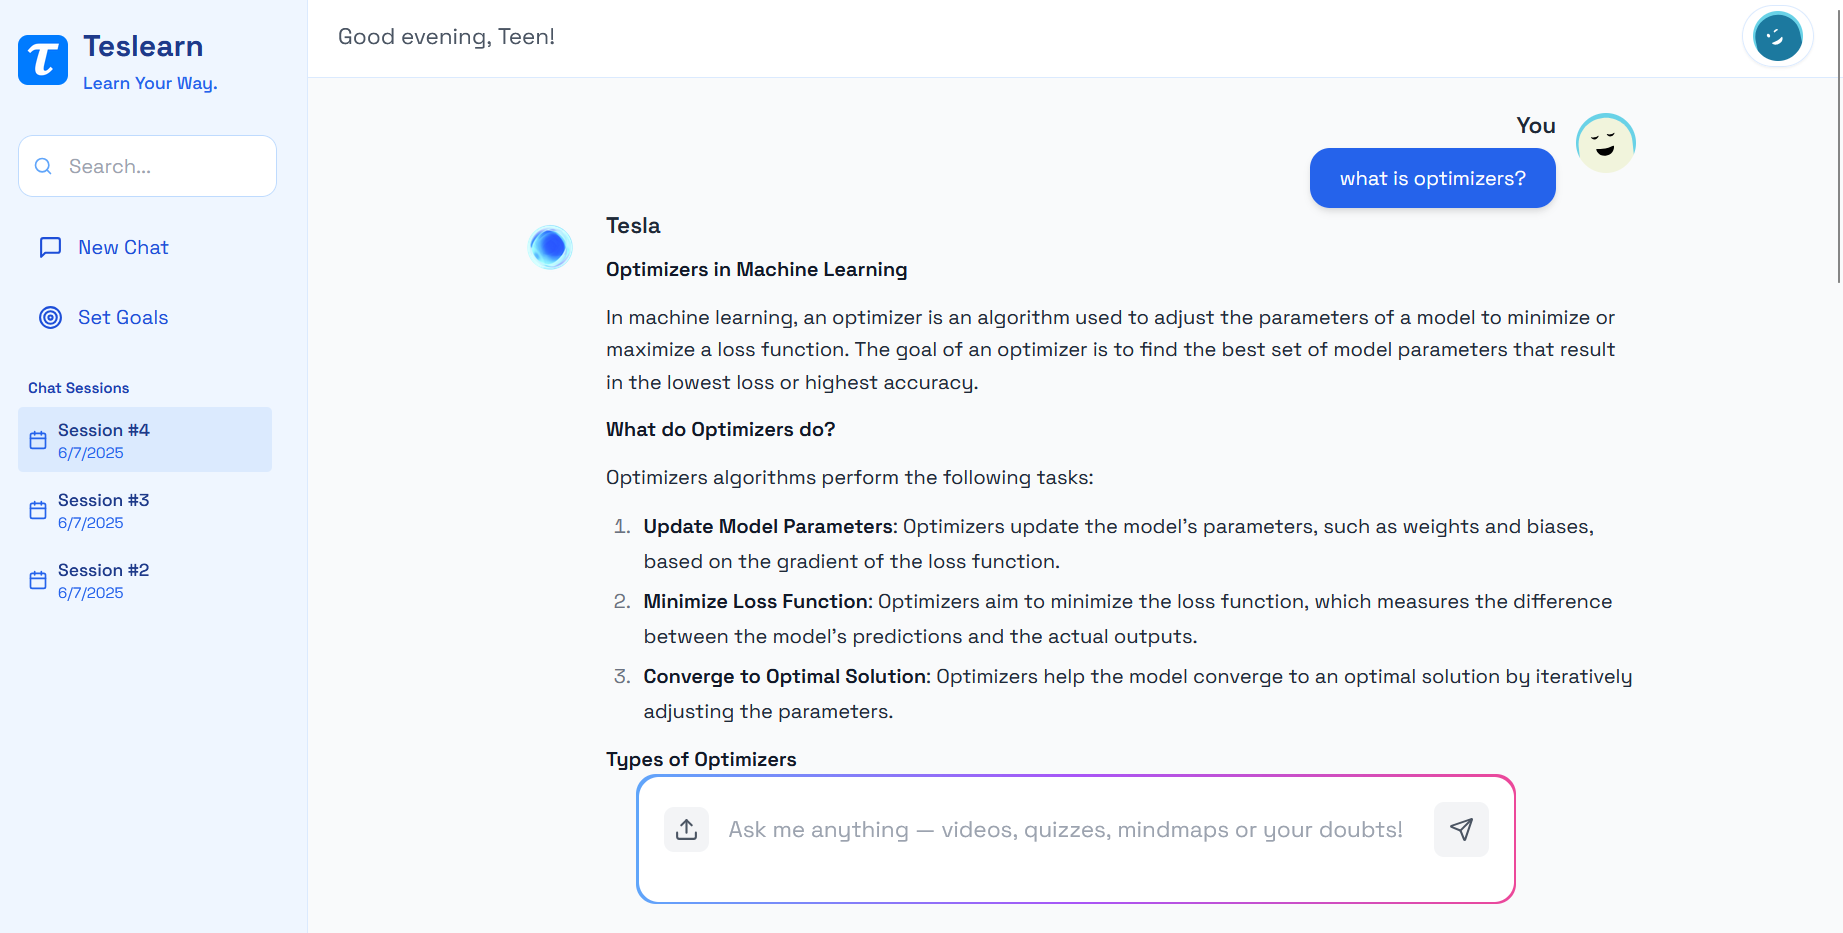 Teslearn
Learn Your Way.
Search...
New Chat
Set Goals
Chat Sessions
Session #4
6/7/2025
Session #3
6/7/2025
Session #2
6/7/2025
Good evening, Teen!
You
what is optimizers?
Tesla
Optimizers in Machine Learning
In machine learning, an optimizer is an algorithm used to adjust the parameters of a model to minimize or
maximize a loss function. The goal of an optimizer is to find the best set of model parameters that result
in the lowest loss or highest accuracy.
What do Optimizers do?
Optimizers algorithms perform the following tasks:
1. Update Model Parameters: Optimizers update the model's parameters, such as weights and biases,
based on the gradient of the loss function.
2. Minimize Loss Function: Optimizers aim to minimize the loss function, which measures the difference
between the model's predictions and the actual outputs.
3. Converge to Optimal Solution: Optimizers help the model converge to an optimal solution by iteratively
adjusting the parameters.
Types of Optimizers
Ask me anything — videos, quizzes, mindmaps or your doubts!